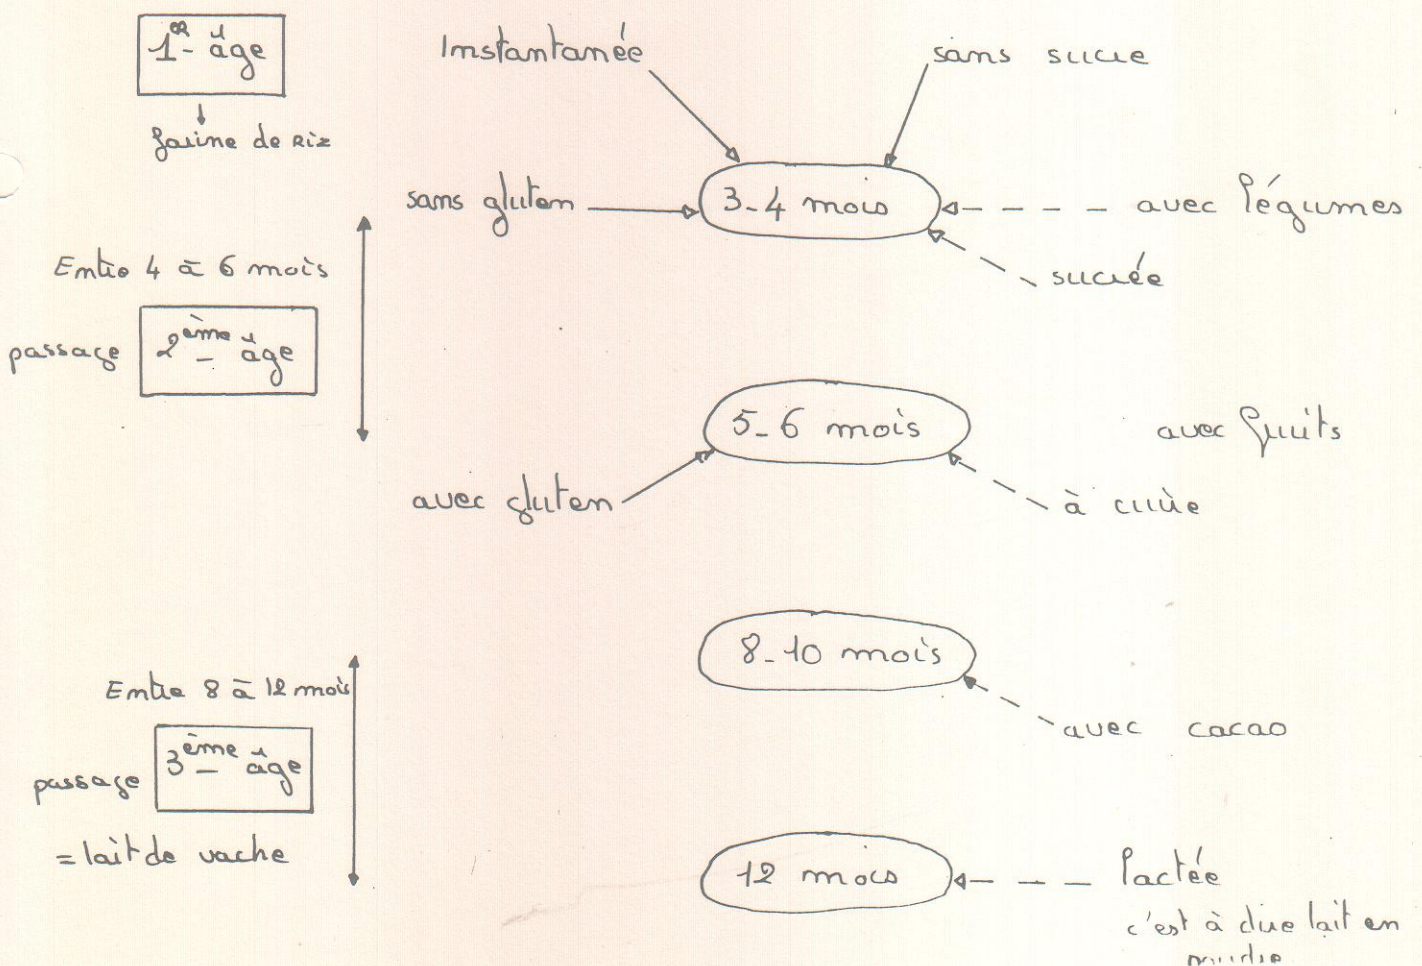 1er âge
farine de riz
Instantanée
sans sucre
sans gluten
3-4 mois
avec légumes
sucrée
Entre 4 à 6 mois
passage 2ème âge
5-6 mois
avec fruits
avec gluten
à cuire
8-10 mois
avec cacao
Entre 8 à 12 mois
passage 3ème âge
= lait de vache
12 mois
lactée
c'est à dire lait en
poudre